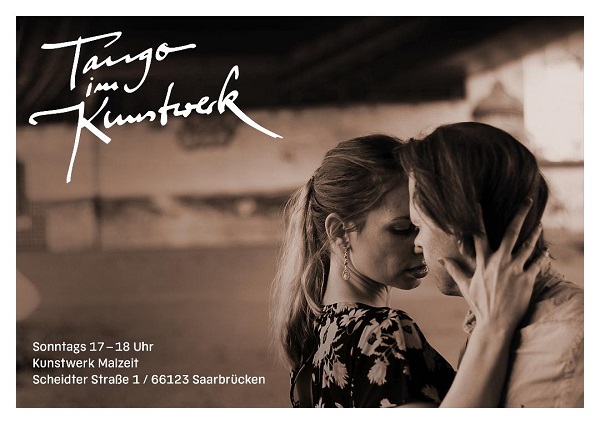 Tango
im
Kunstwerk
Sonntags 17 – 18 Uhr
Kunstwerk Malzeit
Scheidter Straße 1 / 66123 Saarbrücken